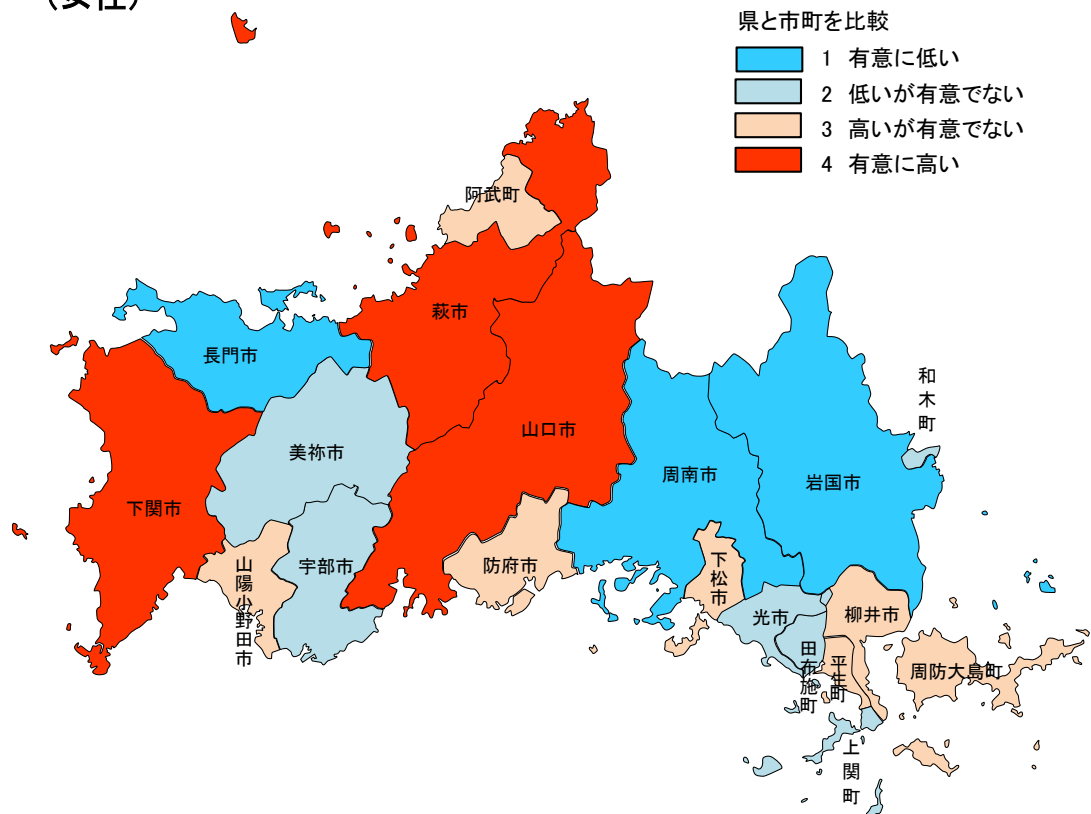 （女性）
県と市町を比較
1 有意に低い
2 低いが有意でない
3 高いが有意でない
4 有意に高い
阿武町
萩市
長門市
和木町
山口市
美祢市
周南市
岩国市
下関市
山陽小野田市
宇部市
防府市
下松市
光市
柳井市
田布施町
平生町
周防大島町
上関町